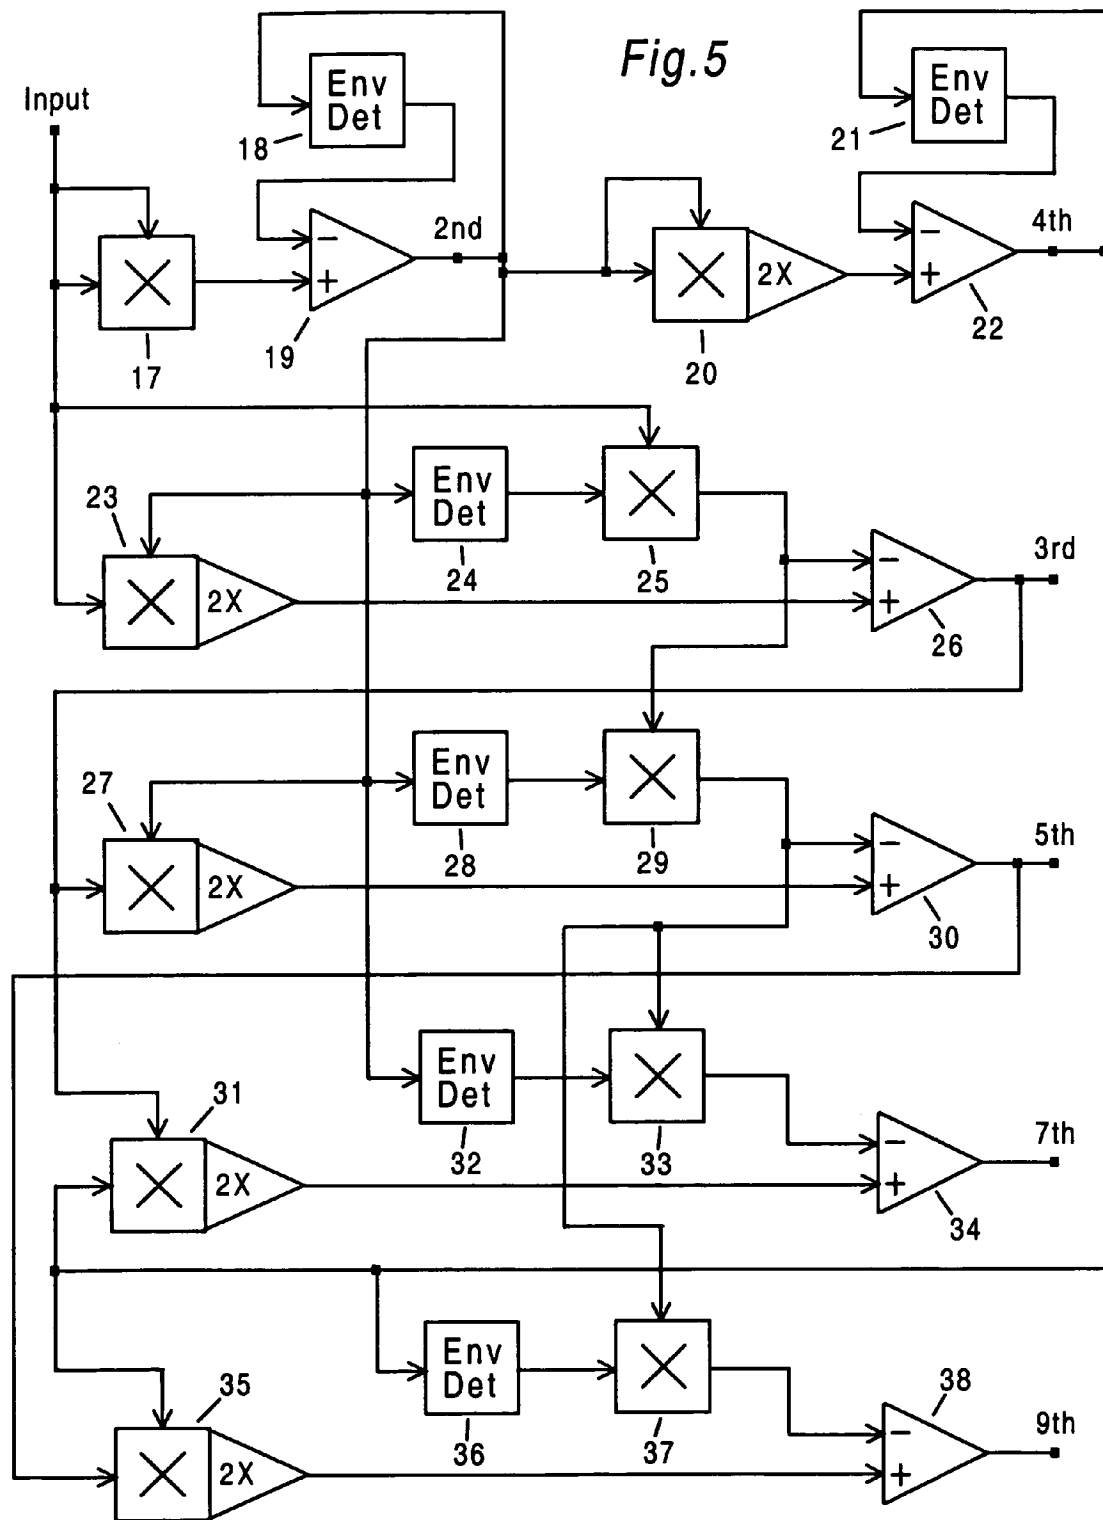 Fig.5
Input
Env
Det
18
Env
Det
21
2nd
4th
−
+
2X
−
+
17
19
20
22
23
Env
Det
24
25
3rd
−
+
2X
26
27
Env
Det
28
29
5th
−
+
2X
30
31
Env
Det
32
33
7th
−
+
2X
34
35
Env
Det
36
37
38
9th
−
+
2X